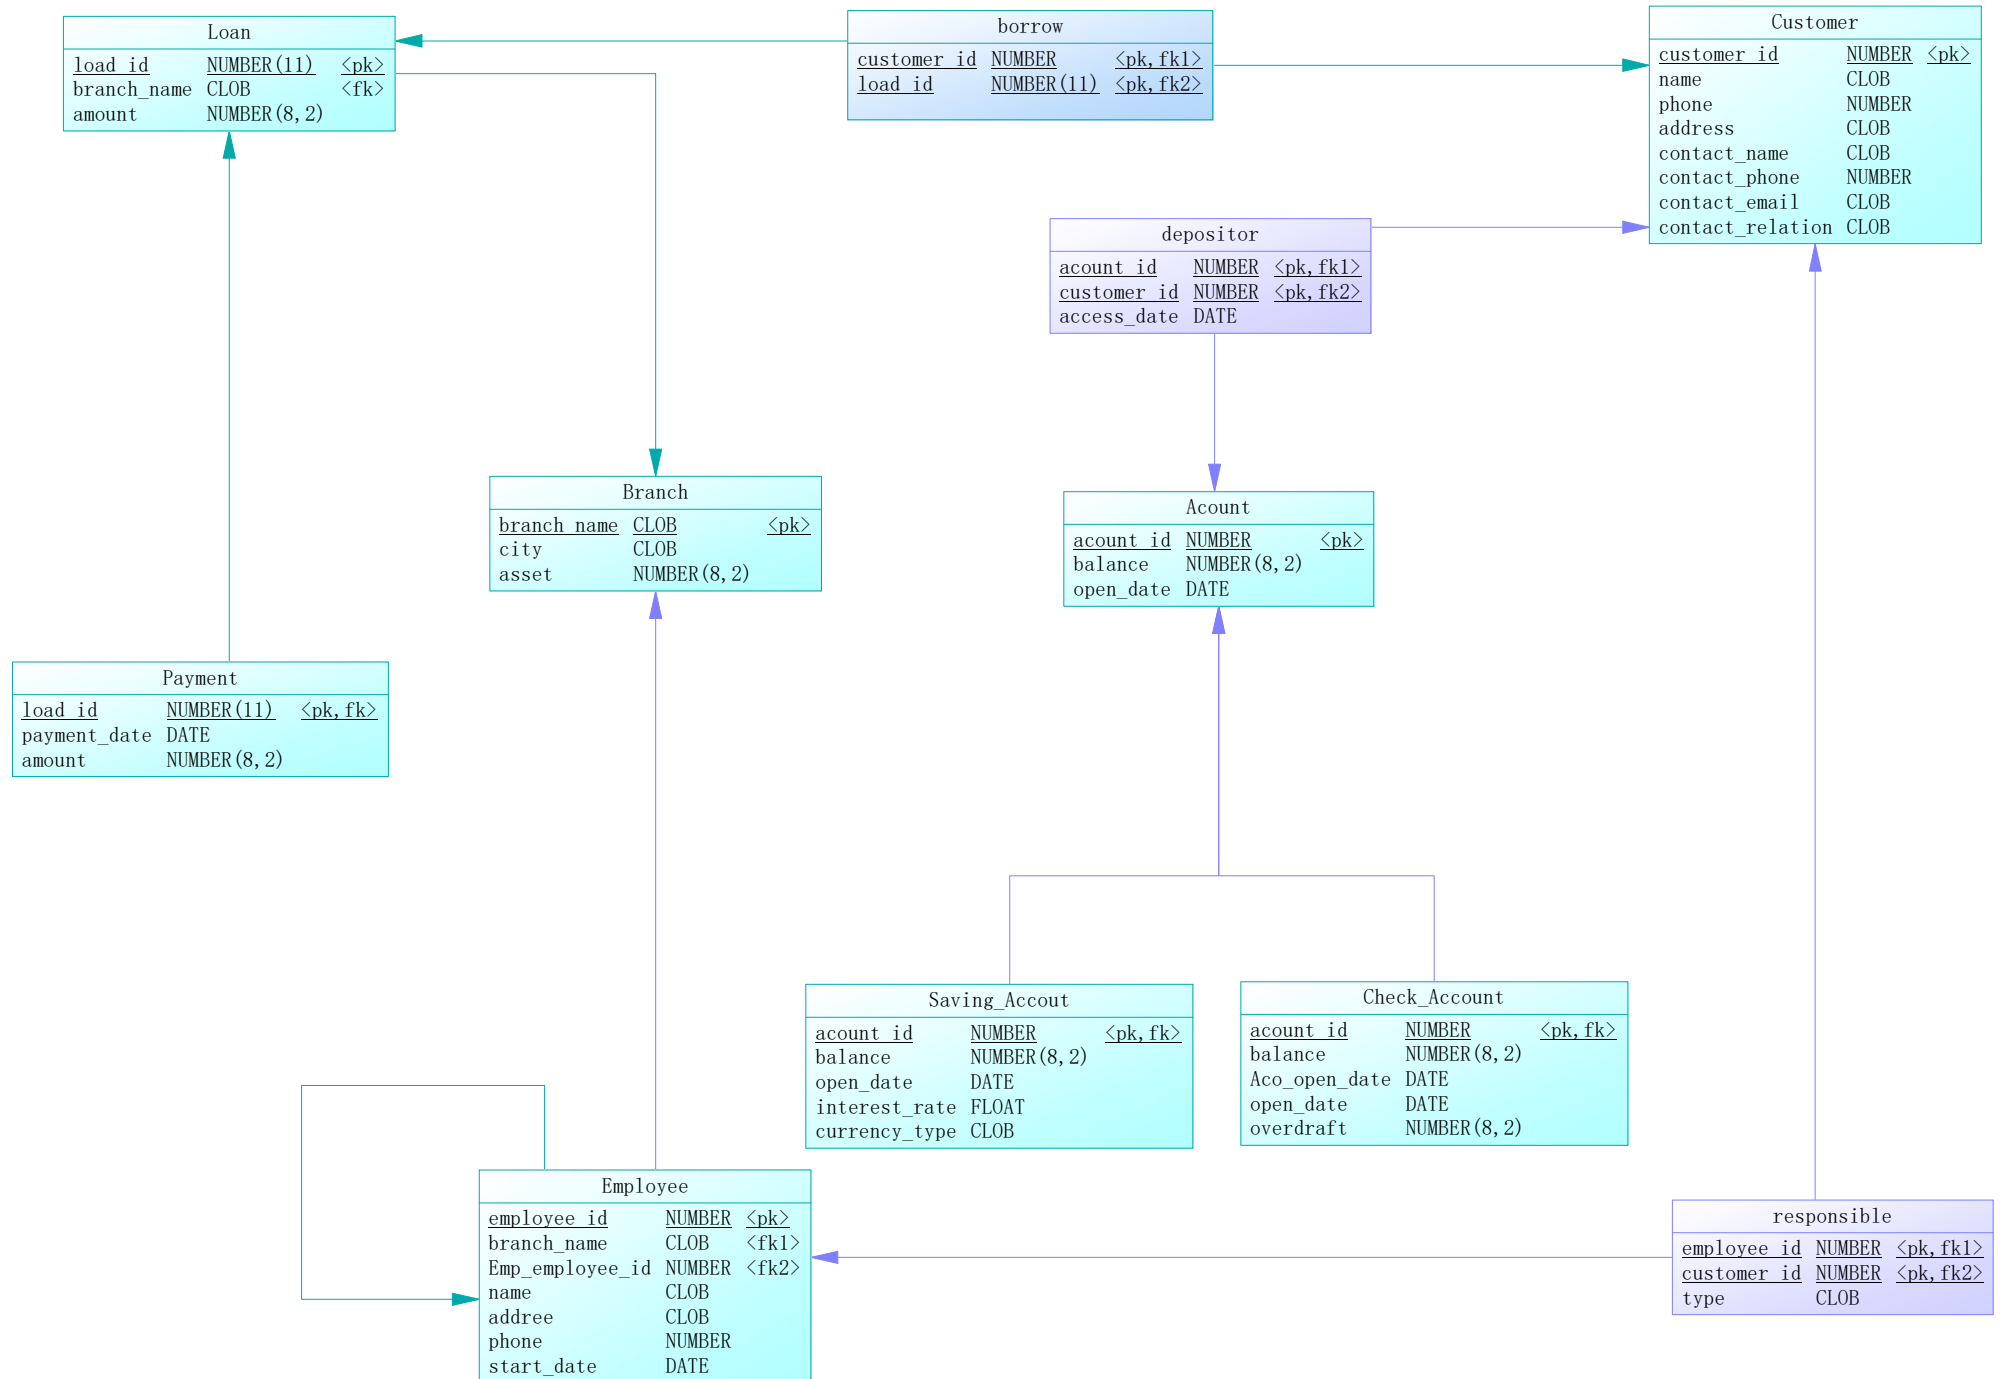 Loan
load_id NUMBER(11) <pk>
branch_name CLOB <fk>
amount NUMBER(8,2)
borrow
customer_id NUMBER <pk,fk1>
load_id NUMBER(11) <pk,fk2>
Customer
customer_id NUMBER <pk>
name CLOB
phone NUMBER
address CLOB
contact_name CLOB
contact_phone NUMBER
contact_email CLOB
contact_relation CLOB
depositor
acount_id NUMBER <pk,fk1>
customer_id NUMBER <pk,fk2>
access_date DATE
Branch
branch_name CLOB <pk>
city CLOB
asset NUMBER(8,2)
Acount
acount_id NUMBER <pk>
balance NUMBER(8,2)
open_date DATE
Payment
load_id NUMBER(11) <pk,fk>
payment_date DATE
amount NUMBER(8,2)
Saving_Accout
acount_id NUMBER <pk,fk>
balance NUMBER(8,2)
open_date DATE
interest_rate FLOAT
currency_type CLOB
Check_Account
acount_id NUMBER <pk,fk>
balance NUMBER(8,2)
Aco_open_date DATE
open_date DATE
overdraft NUMBER(8,2)
Employee
employee_id NUMBER <pk>
branch_name CLOB <fk1>
Emp_employee_id NUMBER <fk2>
name CLOB
addree CLOB
phone NUMBER
start_date DATE
responsible
employee_id NUMBER <pk,fk1>
customer_id NUMBER <pk,fk2>
type CLOB